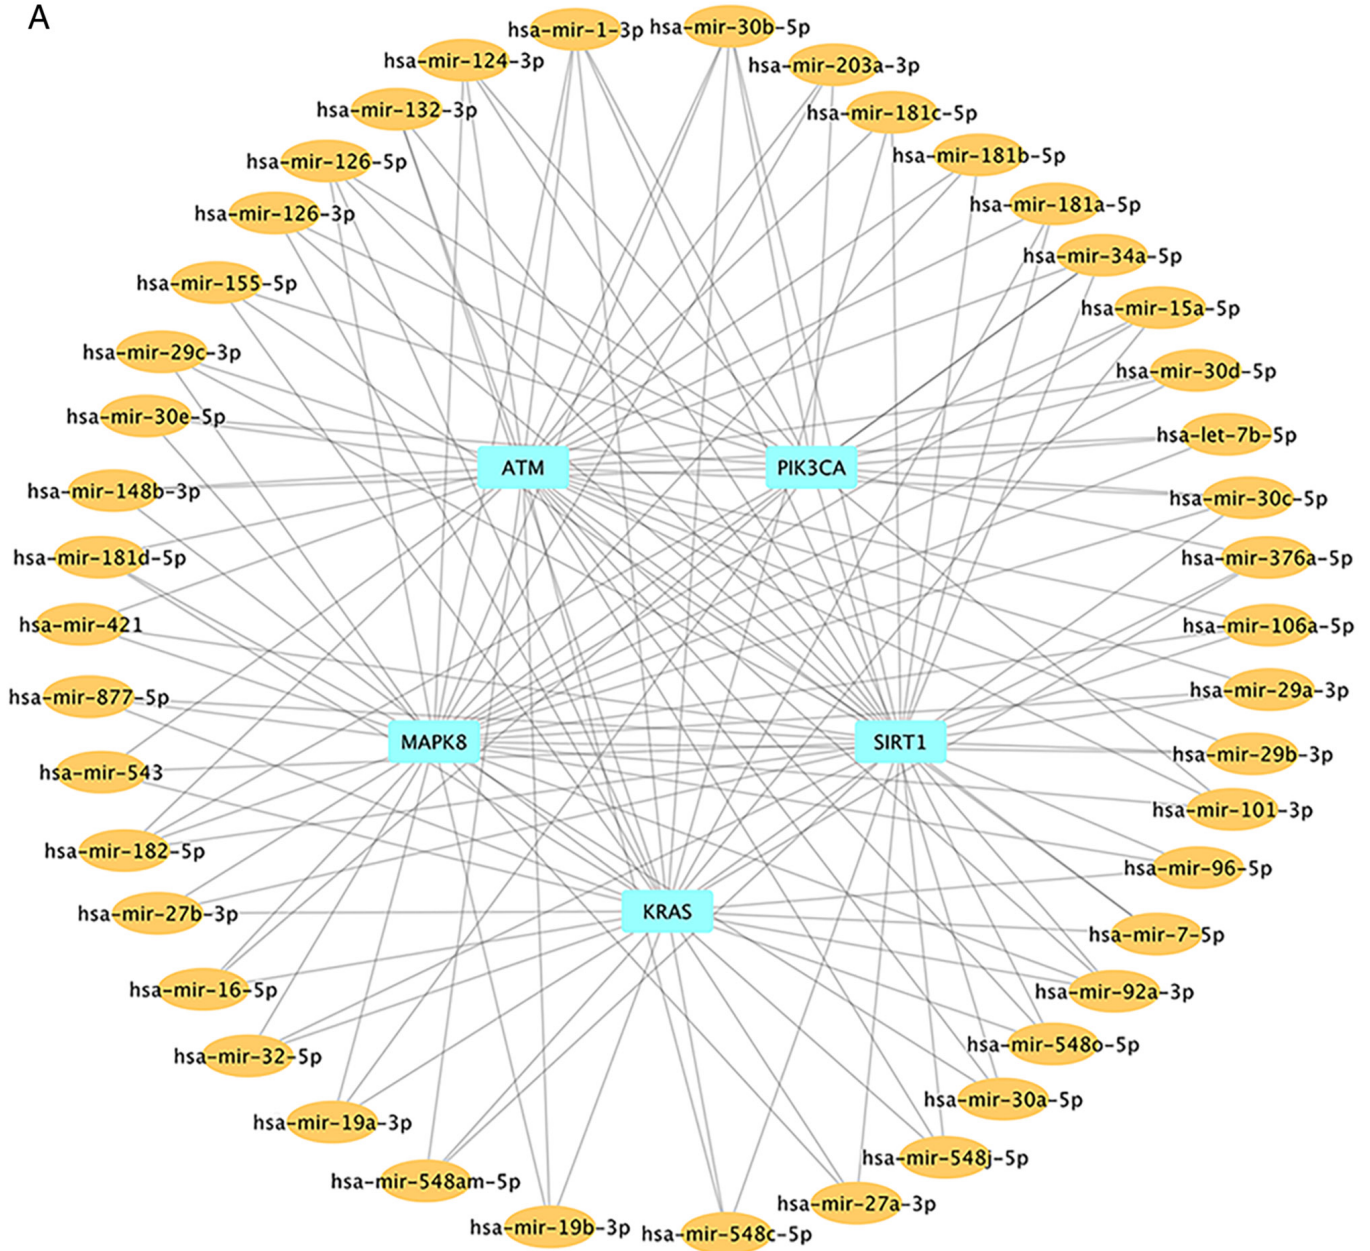 A
hsa-mir-1-3p
hsa-mir-30b-5p
hsa-mir-124-3p
hsa-mir-203a-3p
hsa-mir-132-3p
hsa-mir-181c-5p
hsa-mir-126-5p
hsa-mir-181b-5p
hsa-mir-126-3p
hsa-mir-181a-5p
hsa-mir-34a-5p
hsa-mir-155-5p
hsa-mir-15a-5p
hsa-mir-29c-3p
hsa-mir-30d-5p
hsa-mir-30e-5p
hsa-let-7b-5p
ATM
PIK3CA
hsa-mir-148b-3p
hsa-mir-30c-5p
hsa-mir-181d-5p
hsa-mir-376a-5p
hsa-mir-421
hsa-mir-106a-5p
hsa-mir-877-5p
hsa-mir-29a-3p
MAPK8
SIRT1
hsa-mir-29b-3p
hsa-mir-543
hsa-mir-101-3p
hsa-mir-182-5p
hsa-mir-96-5p
hsa-mir-27b-3p
KRAS
hsa-mir-7-5p
hsa-mir-16-5p
hsa-mir-92a-3p
hsa-mir-32-5p
hsa-mir-548o-5p
hsa-mir-30a-5p
hsa-mir-19a-3p
hsa-mir-548j-5p
hsa-mir-548am-5p
hsa-mir-27a-3p
hsa-mir-19b-3p
hsa-mir-548c-5p